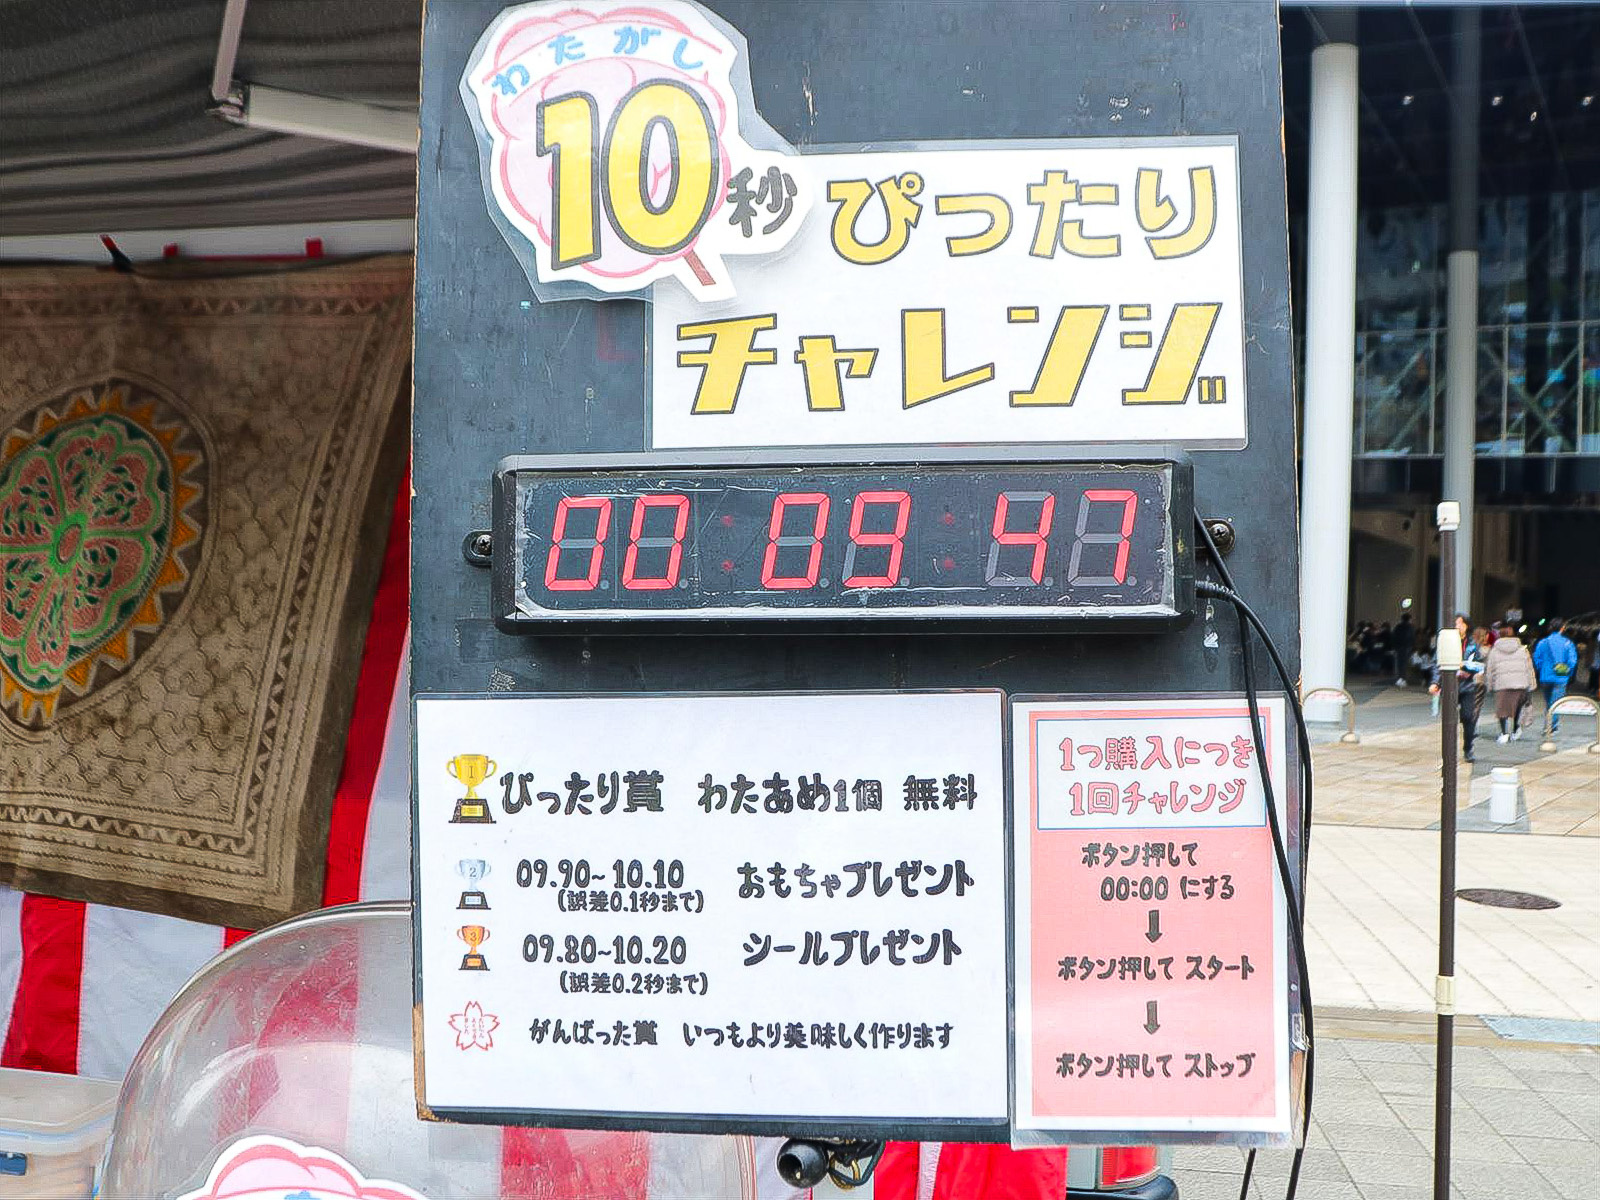 わたがし
10秒 ぴったり
チャレンジ
00:09:47
ぴったり賞 わたあめ1個 無料
09.90~10.10 おもちゃプレゼント
(誤差0.1秒まで)
09.80~10.20 シールプレゼント
(誤差0.2秒まで)
がんばった賞 いつもより美味しく作ります
1つ購入につき
1回チャレンジ
ボタン押して
00:00 にする
ボタン押して スタート
ボタン押して ストップ